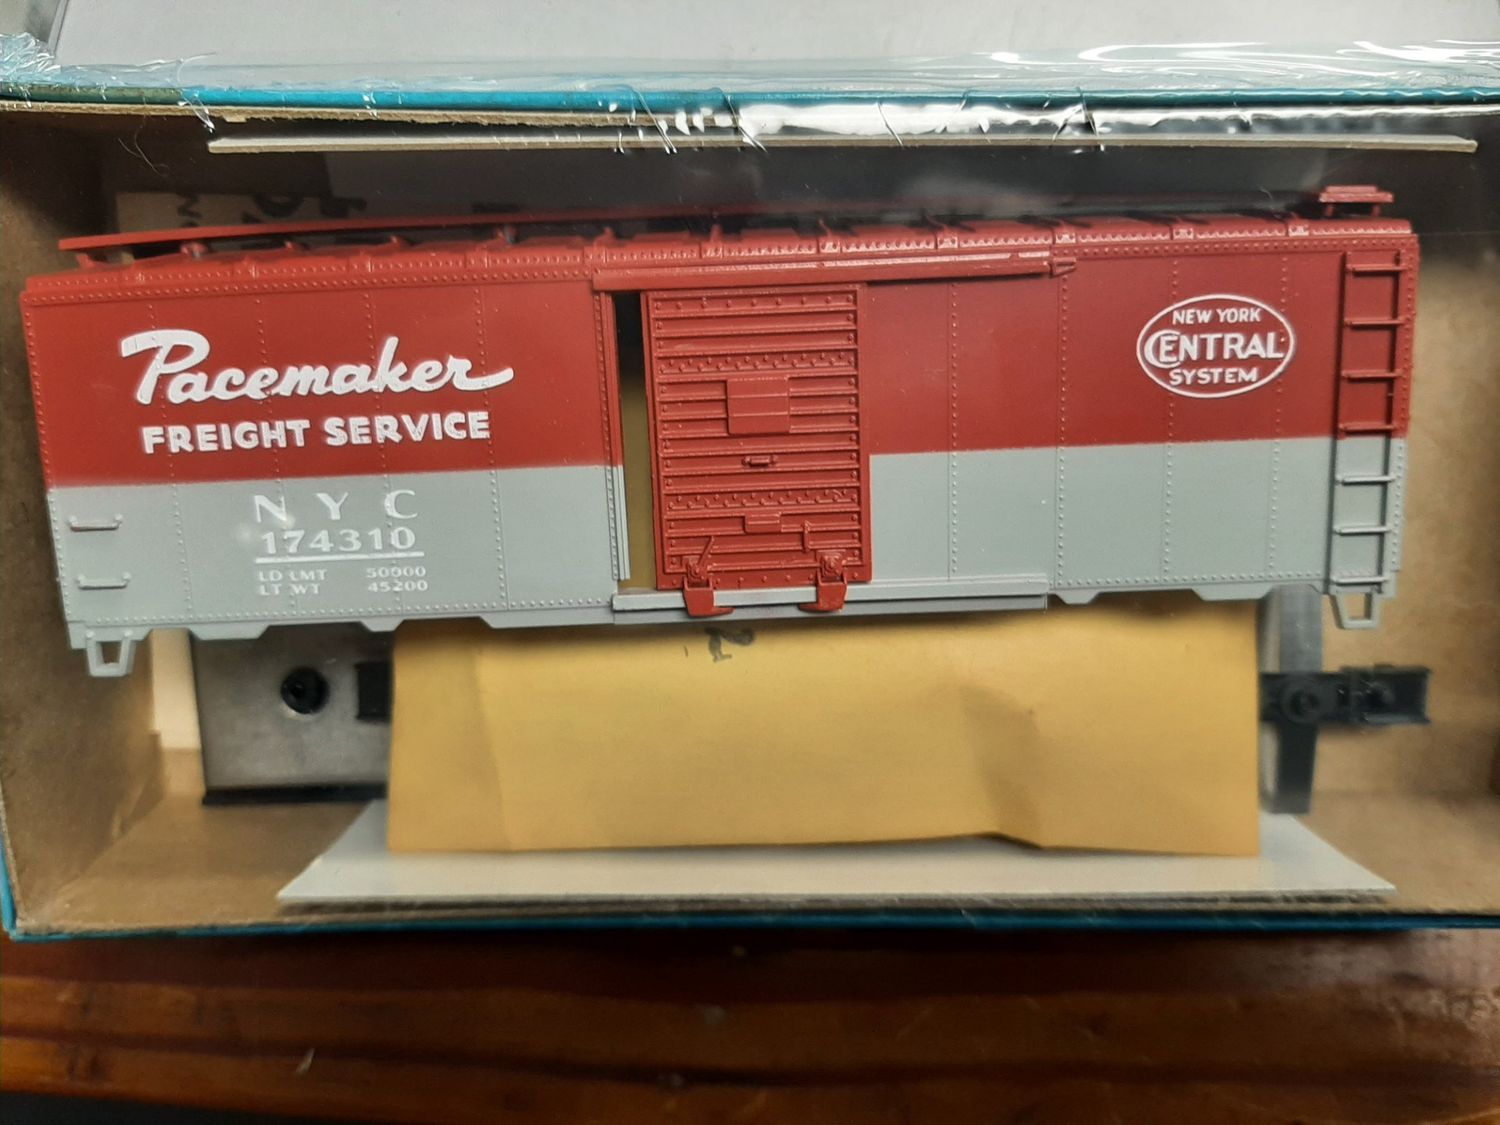 Pacemaker
FREIGHT SERVICE
N Y C
174310
LD LMT 50000
LT WT 45200
NEW YORK
CENTRAL
SYSTEM